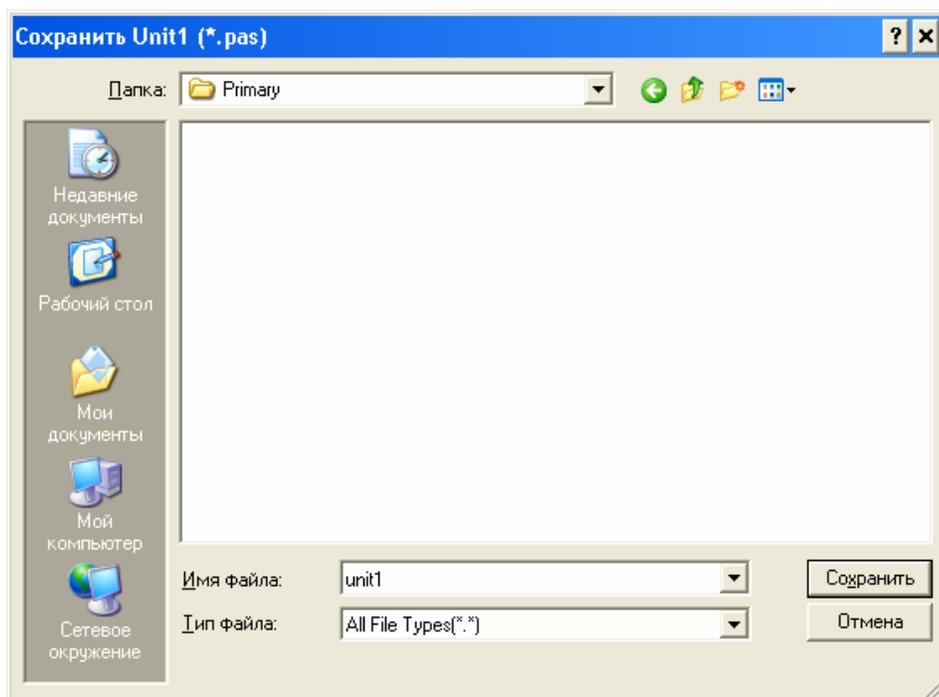 Сохранить Unit1 (*.pas)
Папка:
Primary
Недавние
документы
Рабочий стол
Мои
документы
Мой
компьютер
Сетевое
окружение
Имя файла:
unit1
Сохранить
Тип файла:
All File Types(*.*)
Отмена